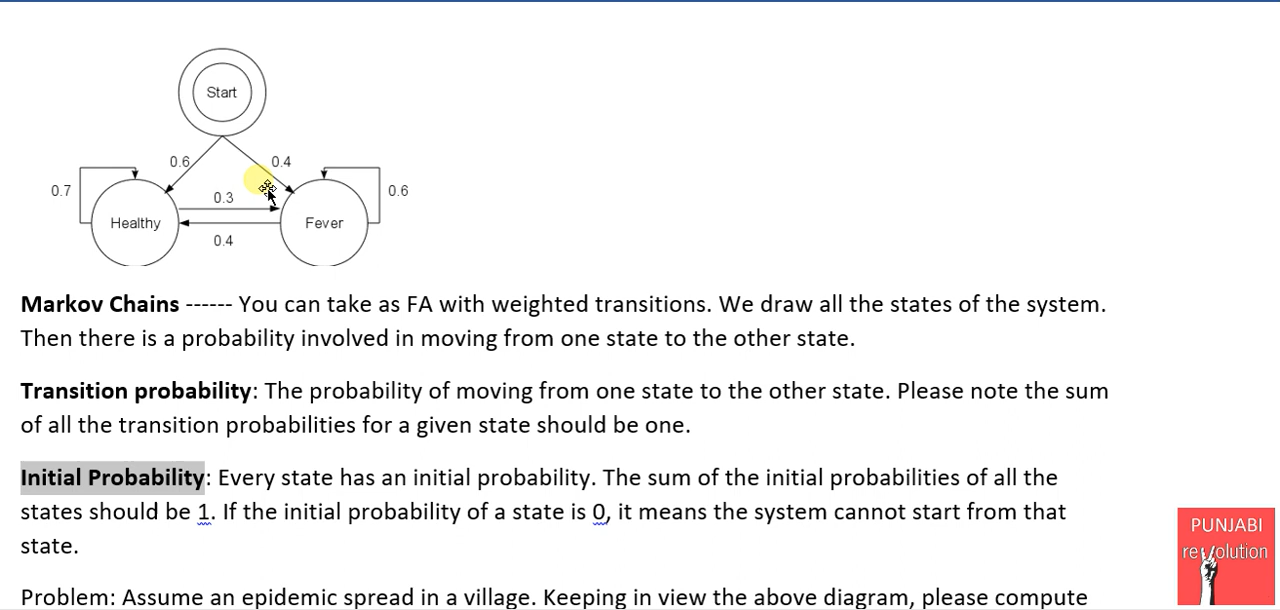 Start
0.6
0.4
0.7
0.3
0.6
Healthy
Fever
0.4
Markov Chains ------ You can take as FA with weighted transitions. We draw all the states of the system.
Then there is a probability involved in moving from one state to the other state.
Transition probability: The probability of moving from one state to the other state. Please note the sum
of all the transition probabilities for a given state should be one.
Initial Probability: Every state has an initial probability. The sum of the initial probabilities of all the
states should be 1. If the initial probability of a state is 0, it means the system cannot start from that
state.
Problem: Assume an epidemic spread in a village. Keeping in view the above diagram, please compute
PUNJABI
revolution